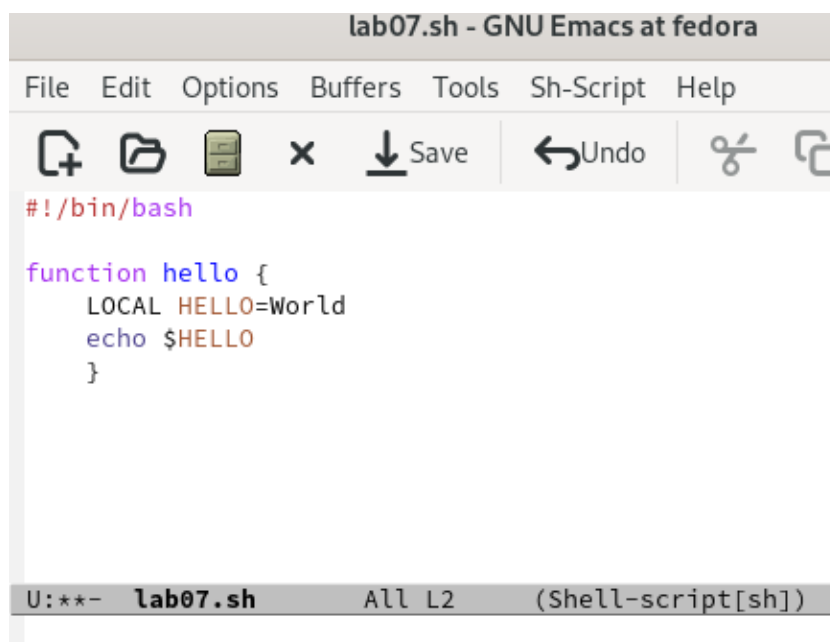 lab07.sh - GNU Emacs at fedora
File Edit Options Buffers Tools Sh-Script Help
Save Undo
#!/bin/bash
function hello {
    LOCAL HELLO=World
    echo $HELLO
    }
U:**-  lab07.sh       All L2     (Shell-script[sh])